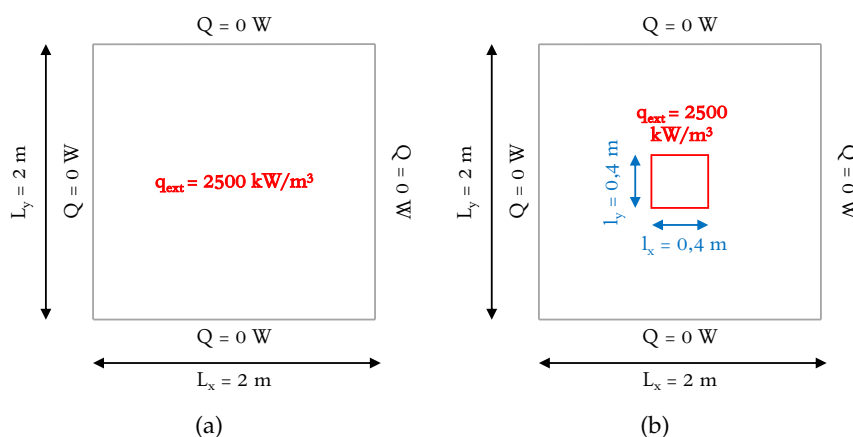 Q = 0 W
L_y = 2 m
Q = 0 W
q_ext = 2500 kW/m³
Q = 0 W
Q = 0 W
L_x = 2 m
(a)
Q = 0 W
L_y = 2 m
Q = 0 W
q_ext = 2500
kW/m³
l_y = 0,4 m
l_x = 0,4 m
Q = 0 W
Q = 0 W
L_x = 2 m
(b)